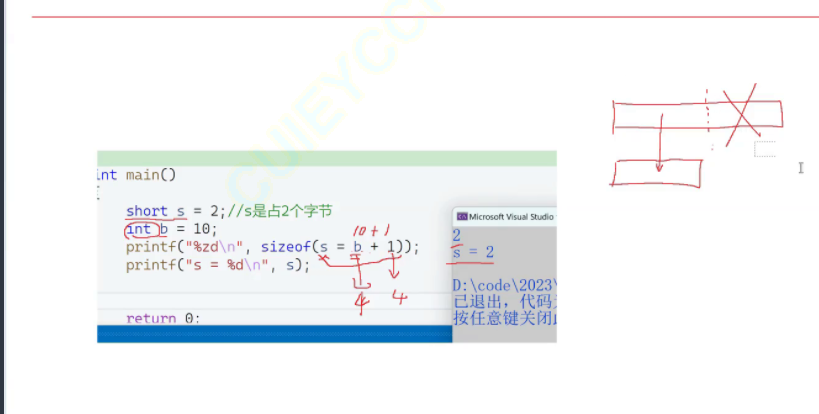 CUIEYCC
int main()
{
short s = 2;//s是占2个字节
int b = 10;
10+1
printf("%zd\n", sizeof(s = b + 1));
printf("s = %d\n", s);
4 4
return 0:
Microsoft Visual Studio
2
s = 2
D:\code\2023\
已退出，代码
按任意键关闭